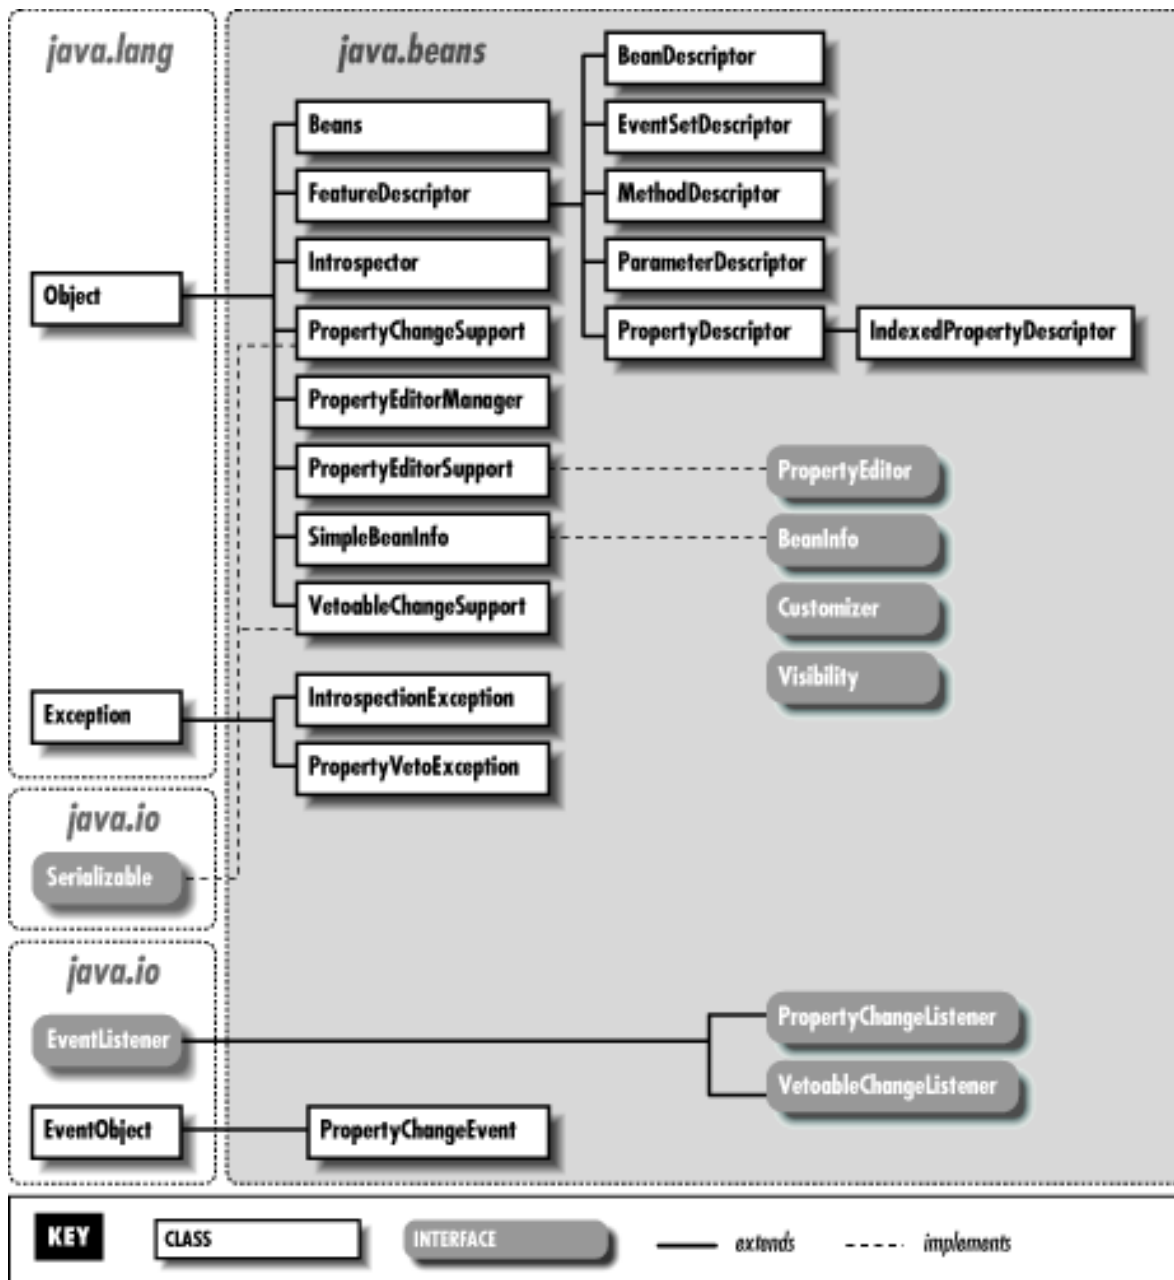 java.lang
java.beans
BeanDescriptor
Beans
EventSetDescriptor
FeatureDescriptor
MethodDescriptor
Introspector
ParameterDescriptor
Object
PropertyChangeSupport
PropertyDescriptor
IndexedPropertyDescriptor
PropertyEditorManager
PropertyEditorSupport
PropertyEditor
SimpleBeanInfo
BeanInfo
VetoableChangeSupport
Customizer
Visibility
Exception
IntrospectionException
PropertyVetoException
java.io
Serializable
java.io
EventListener
PropertyChangeListener
VetoableChangeListener
EventObject
PropertyChangeEvent
KEY
CLASS
INTERFACE
extends
implements